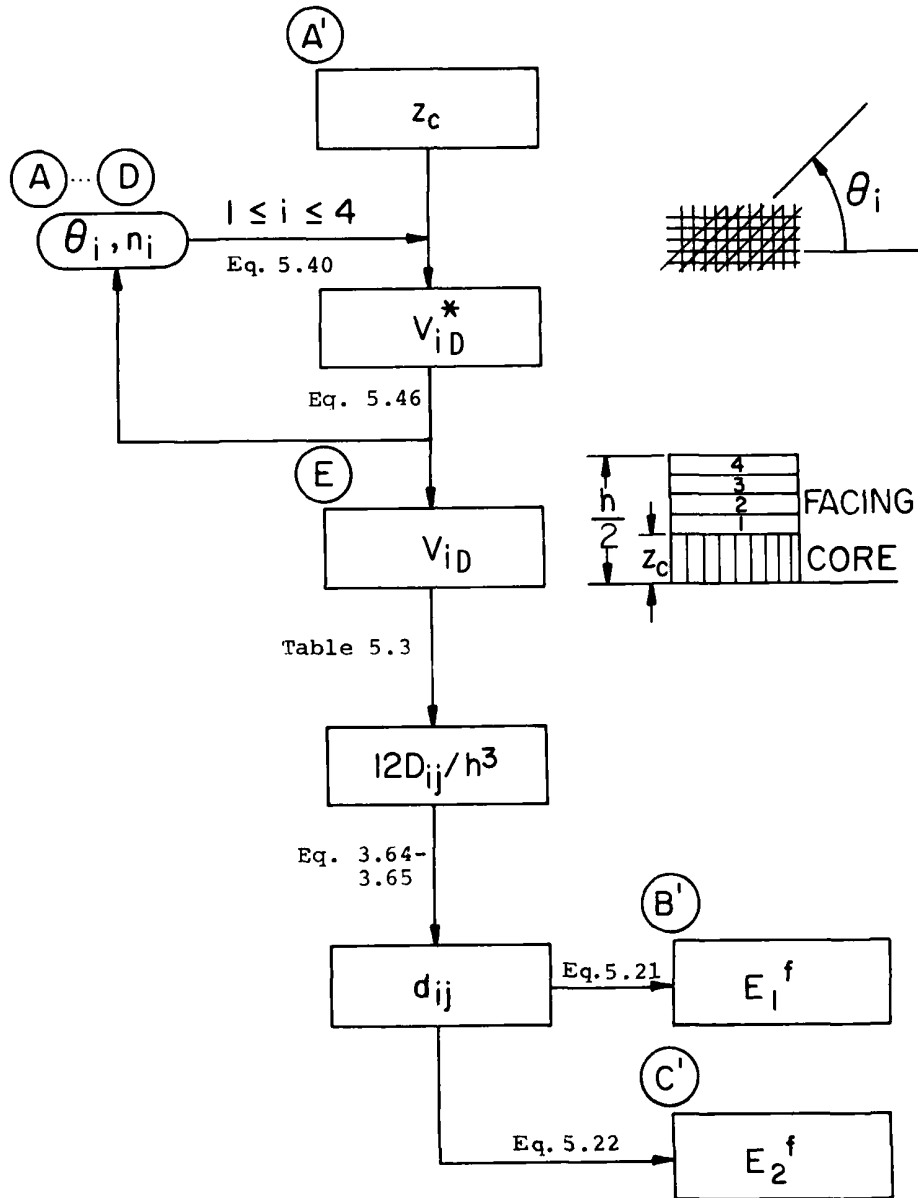 A'
z_c
A ... D
θ_i, n_i
1 ≤ i ≤ 4
Eq. 5.40
θ_i
V_iD^*
Eq. 5.46
E
V_iD
h/2
z_c
4
3
2
1
FACING
CORE
Table 5.3
12D_ij/h^3
Eq. 3.64-
3.65
d_ij
Eq.5.21
B'
E_1^f
C'
Eq.5.22
E_2^f